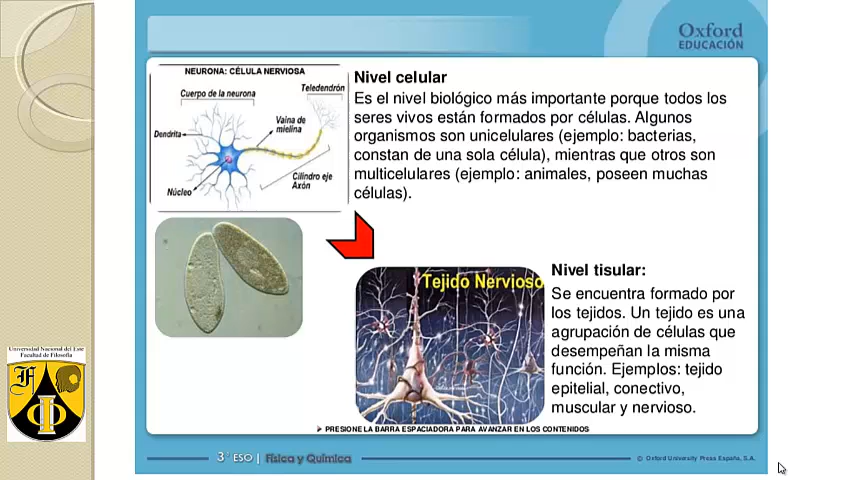 Oxford
EDUCACIÓN
NEURONA: CÉLULA NERVIOSA
Cuerpo de la neurona
Teledendrón
Vaina de
mielina
Dendrita
Cilindro eje
Axón
Núcleo
Nivel celular
Es el nivel biológico más importante porque todos los
seres vivos están formados por células. Algunos
organismos son unicelulares (ejemplo: bacterias,
constan de una sola célula), mientras que otros son
multicelulares (ejemplo: animales, poseen muchas
células).
Tejido Nervioso
Nivel tisular:
Se encuentra formado por
los tejidos. Un tejido es una
agrupación de células que
desempeñan la misma
función. Ejemplos: tejido
epitelial, conectivo,
muscular y nervioso.
Universidad Nacional del Este
Facultad de Filosofía
F
Φ
➢ PRESIONE LA BARRA ESPACIADORA PARA AVANZAR EN LOS CONTENIDOS
3° ESO | Física y Química
© Oxford University Press España, S.A.